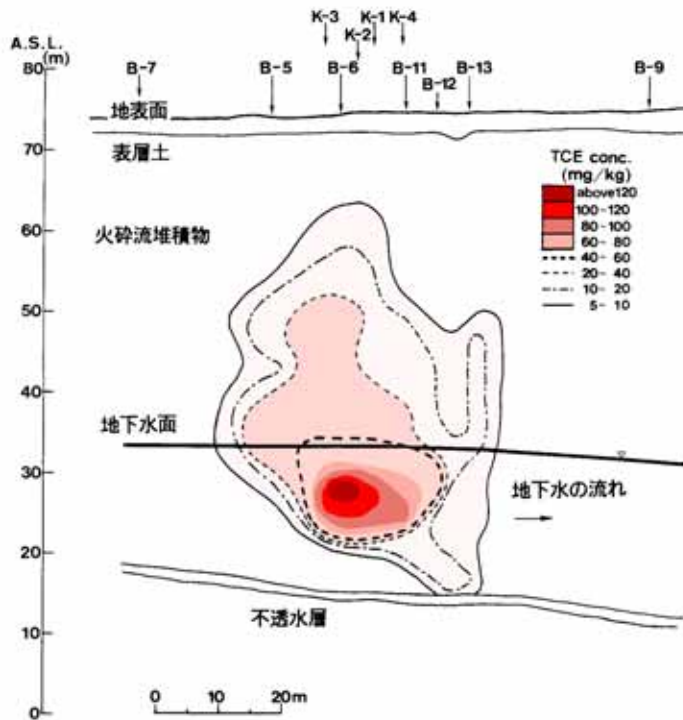 K-3 K-1 K-4
K-2
A.S.L.
(m)
80
B-7 B-5 B-6 B-11 B-13 B-9
B-12
地表面
70
表層土
TCE conc.
(mg/kg)
above120
100-120
80-100
60-80
40-60
20-40
10-20
5-10
60
火砕流堆積物
50
40
地下水面
30
地下水の流れ
20
不透水層
10
0
0 10 20m